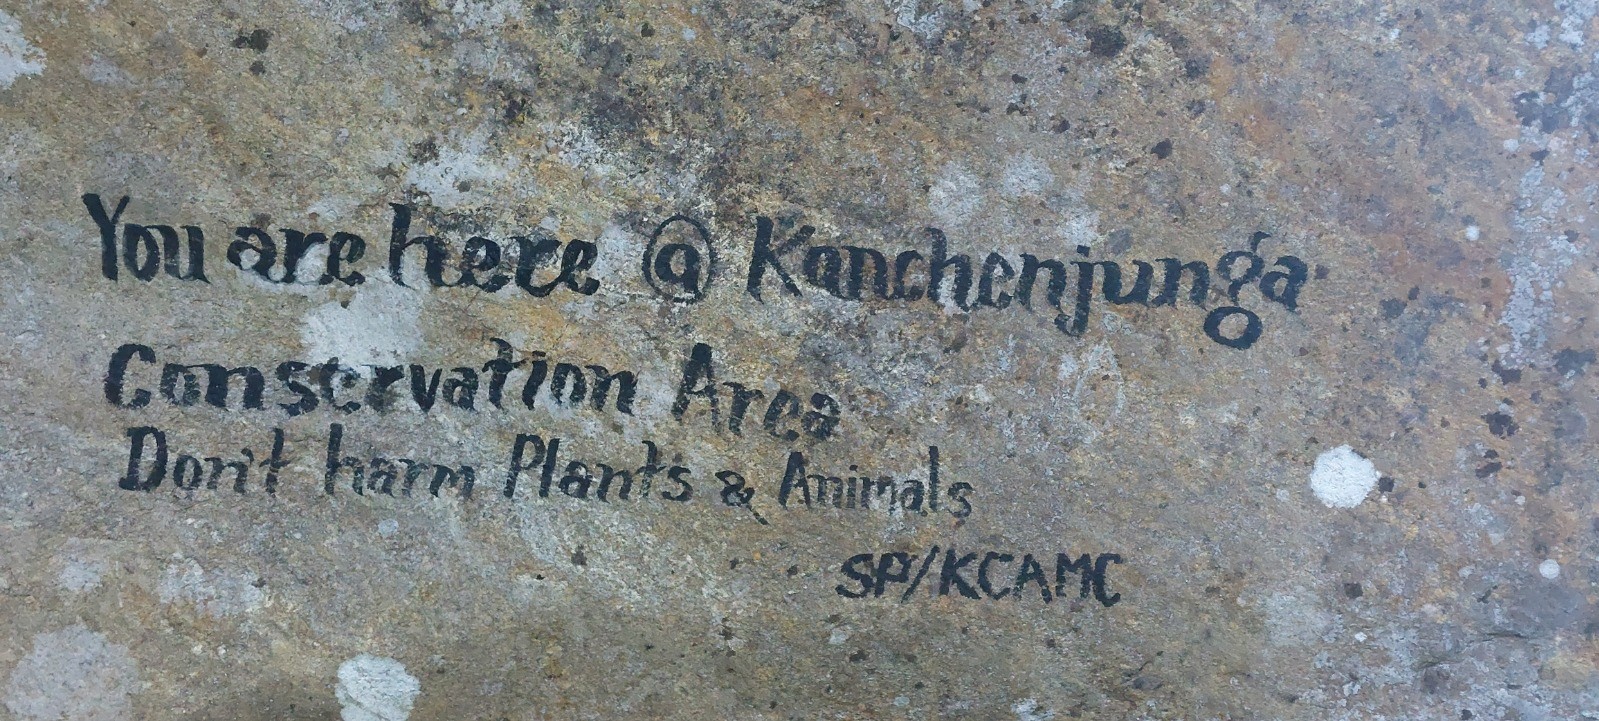 You are here @ Kanchenjunga
Conservation Area
Don't harm Plants & Animals
SP/KCAMC